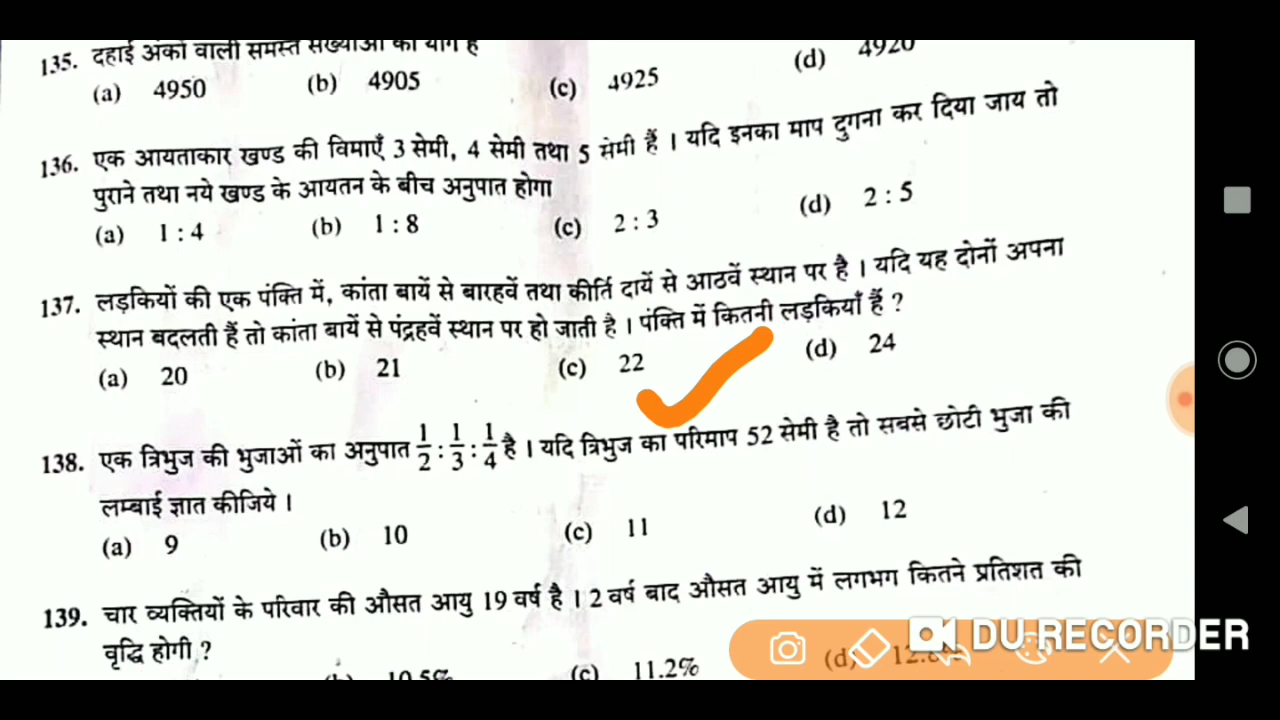 135. दहाई अंकों वाली समस्त संख्याओं का योग है
(a) 4950 (b) 4905 (c) 4925 (d) 4920
136. एक आयताकार खण्ड की विमाएँ 3 सेमी, 4 सेमी तथा 5 सेमी हैं । यदि इनका माप दुगना कर दिया जाय तो
पुराने तथा नये खण्ड के आयतन के बीच अनुपात होगा
(a) 1 : 4 (b) 1 : 8 (c) 2 : 3 (d) 2 : 5
137. लड़कियों की एक पंक्ति में, कांता बायें से बारहवें तथा कीर्ति दायें से आठवें स्थान पर है । यदि यह दोनों अपना
स्थान बदलती हैं तो कांता बायें से पंद्रहवें स्थान पर हो जाती है । पंक्ति में कितनी लड़कियाँ हैं ?
(a) 20 (b) 21 (c) 22 (d) 24
138. एक त्रिभुज की भुजाओं का अनुपात 1/2 : 1/3 : 1/4 है । यदि त्रिभुज का परिमाप 52 सेमी है तो सबसे छोटी भुजा की
लम्बाई ज्ञात कीजिये ।
(a) 9 (b) 10 (c) 11 (d) 12
139. चार व्यक्तियों के परिवार की औसत आयु 19 वर्ष है । 2 वर्ष बाद औसत आयु में लगभग कितने प्रतिशत की
वृद्धि होगी ?
DU RECORDER
10.5% (c) 11.2% (d)